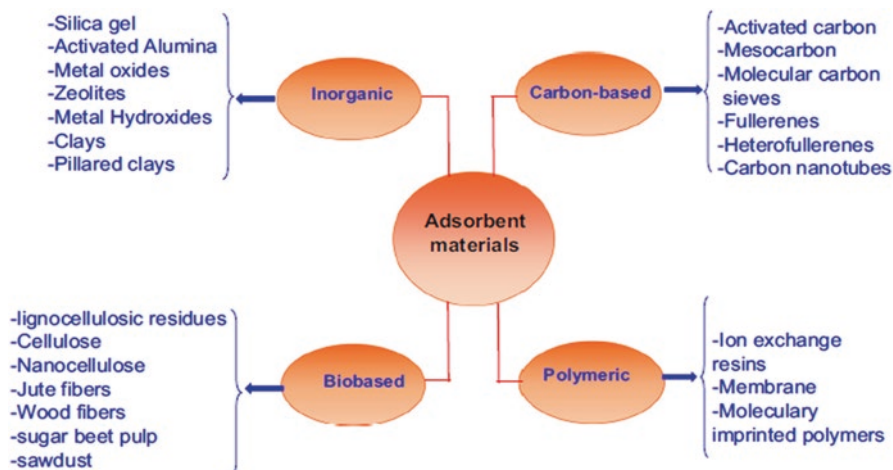 -Silica gel
-Activated Alumina
-Metal oxides
-Zeolites
-Metal Hydroxides
-Clays
-Pillared clays
Inorganic
Carbon-based
-Activated carbon
-Mesocarbon
-Molecular carbon
sieves
-Fullerenes
-Heterofullerenes
-Carbon nanotubes
Adsorbent
materials
-lignocellulosic residues
-Cellulose
-Nanocellulose
-Jute fibers
-Wood fibers
-sugar beet pulp
-sawdust
Biobased
Polymeric
-Ion exchange
resins
-Membrane
-Moleculary
imprinted polymers